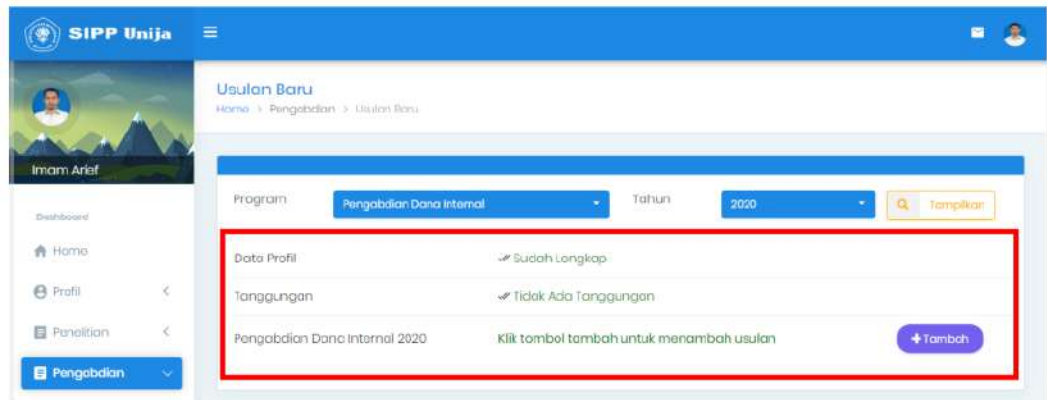 SIPP Unija
Usulan Baru
Home > Pengabdian > Usulan Baru
Imam Arief
Program Pengabdian Dana Internal Tahun 2020 Tampilkan
Dashboard
Home
Data Profil Sudah Lengkap
Profil
Tanggungan Tidak Ada Tanggungan
Penelitian
Pengabdian Dana Internal 2020 Klik tombol tambah untuk menambah usulan +Tambah
Pengabdian